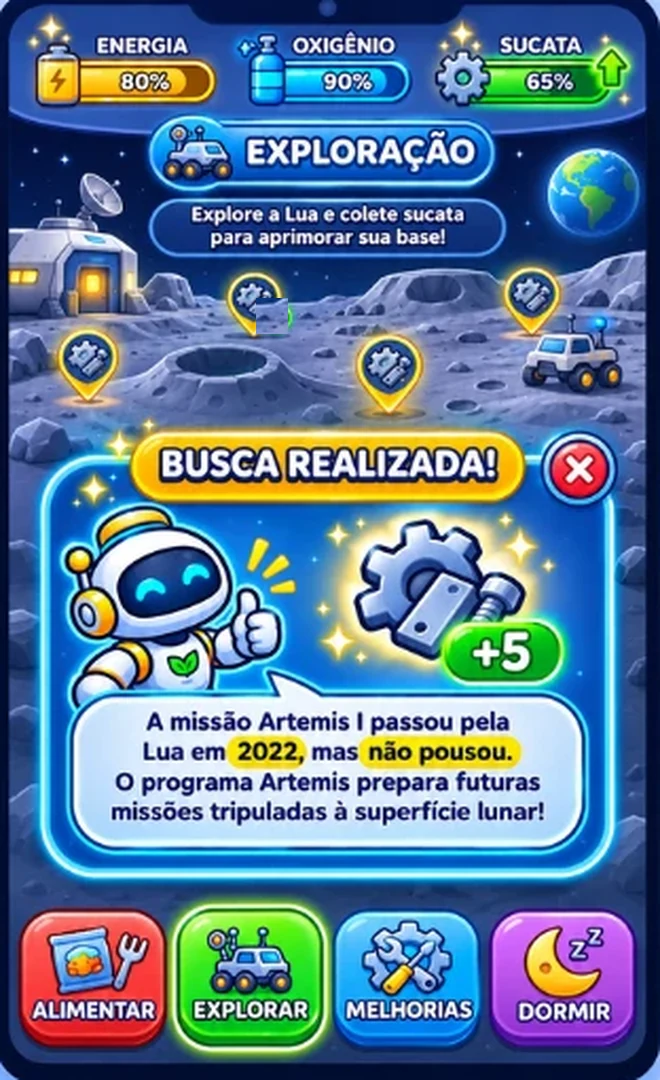 ENERGIA
80%
OXIGÊNIO
90%
SUCATA
65%
EXPLORAÇÃO
Explore a Lua e colete sucata
para aprimorar sua base!
BUSCA REALIZADA!
+5
A missão Artemis I passou pela
Lua em 2022, mas não pousou.
O programa Artemis prepara futuras
missões tripuladas à superfície lunar!
ALIMENTAR
EXPLORAR
MELHORIAS
zz
DORMIR